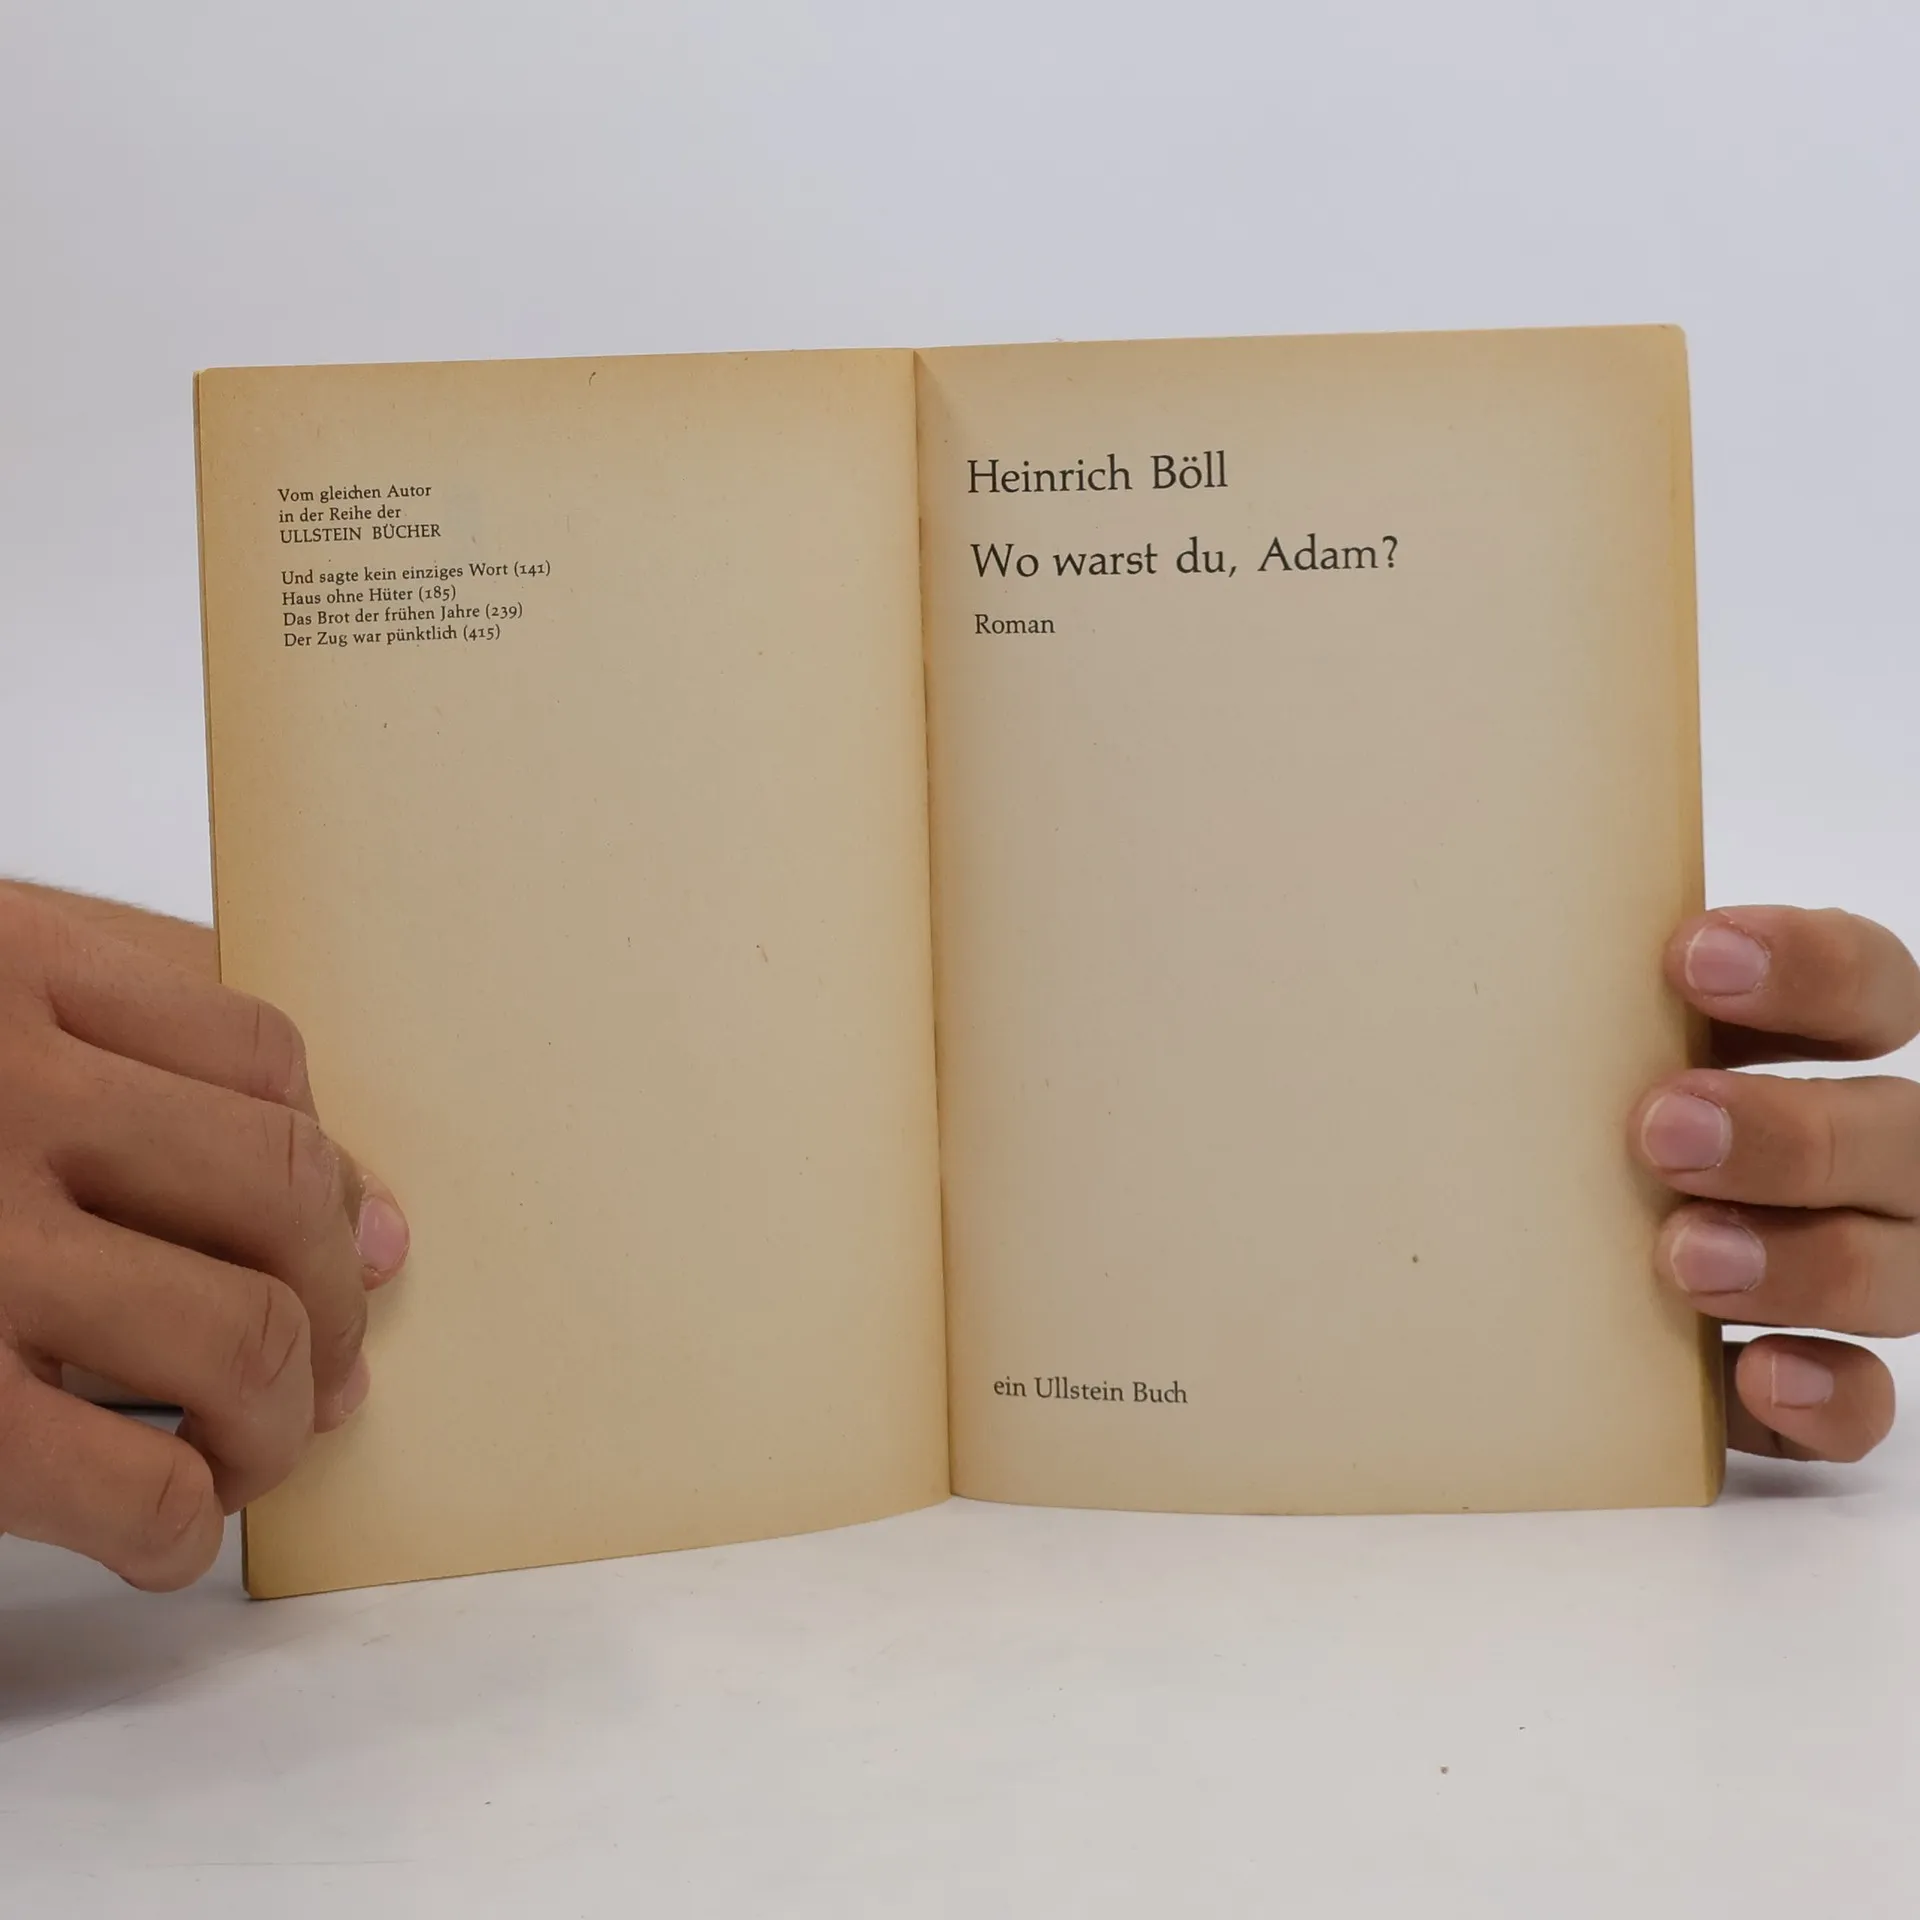 Vom gleichen Autor
in der Reihe der
ULLSTEIN BÜCHER
Und sagte kein einziges Wort (141)
Haus ohne Hüter (185)
Das Brot der frühen Jahre (239)
Der Zug war pünktlich (415)
Heinrich Böll
Wo warst du, Adam?
Roman
ein Ullstein Buch